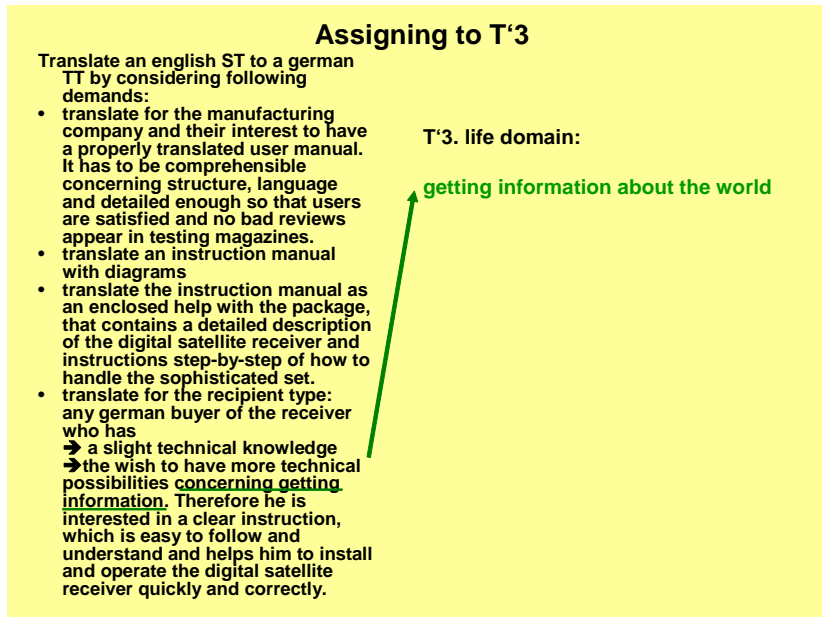 Assigning to T‘3
Translate an english ST to a german
TT by considering following
demands:
• translate for the manufacturing
company and their interest to have
a properly translated user manual.
It has to be comprehensible
concerning structure, language
and detailed enough so that users
are satisfied and no bad reviews
appear in testing magazines.
• translate an instruction manual
with diagrams
• translate the instruction manual as
an enclosed help with the package,
that contains a detailed description
of the digital satellite receiver and
instructions step-by-step of how to
handle the sophisticated set.
• translate for the recipient type:
any german buyer of the receiver
who has
➔ a slight technical knowledge
➔the wish to have more technical
possibilities concerning getting
information. Therefore he is
interested in a clear instruction,
which is easy to follow and
understand and helps him to install
and operate the digital satellite
receiver quickly and correctly.
T‘3. life domain:
getting information about the world